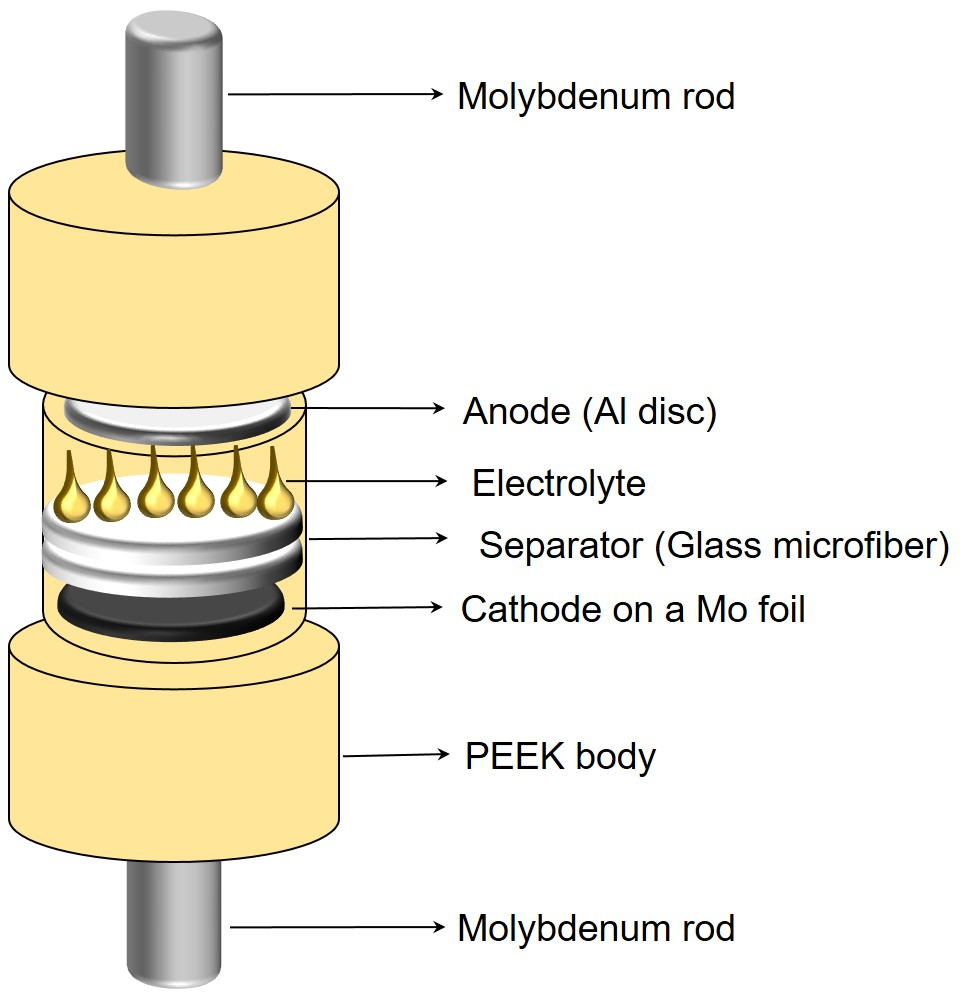 Molybdenum rod
Anode (Al disc)
Electrolyte
Separator (Glass microfiber)
Cathode on a Mo foil
PEEK body
Molybdenum rod